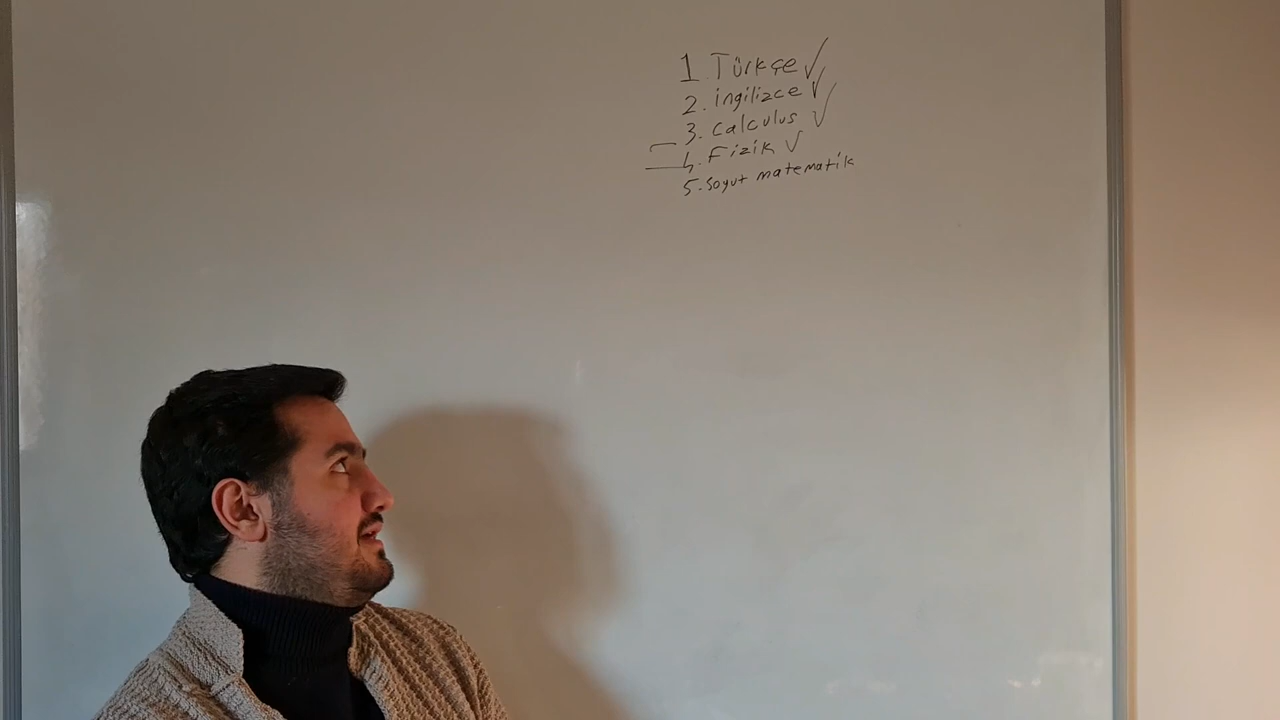 1 Türkçe ✓
2. ingilizce ✓
3. Calculus ✓
4. Fizik ✓
5. Soyut matematik